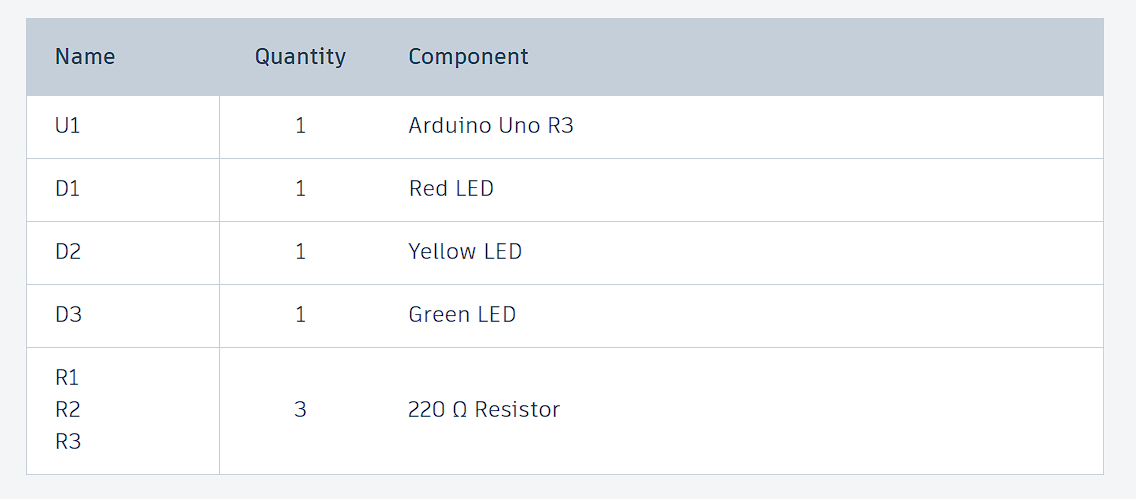 Name Quantity Component
U1 1 Arduino Uno R3
D1 1 Red LED
D2 1 Yellow LED
D3 1 Green LED
R1
R2 3 220 Ω Resistor
R3